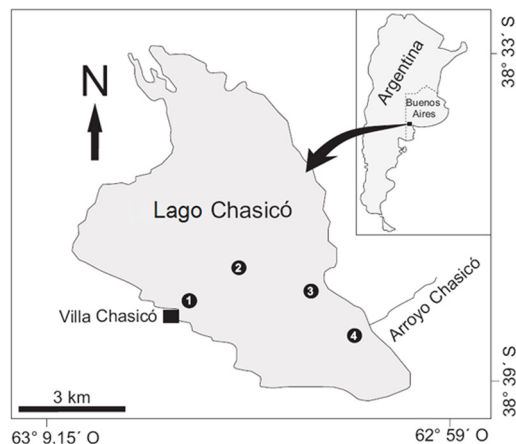 38° 33´ S
N
Argentina
Buenos
Aires
Lago Chasicó
2
1
3
Villa Chasicó
4
Arroyo Chasicó
3 km
38° 39´ S
63° 9.15´ O
62° 59´ O